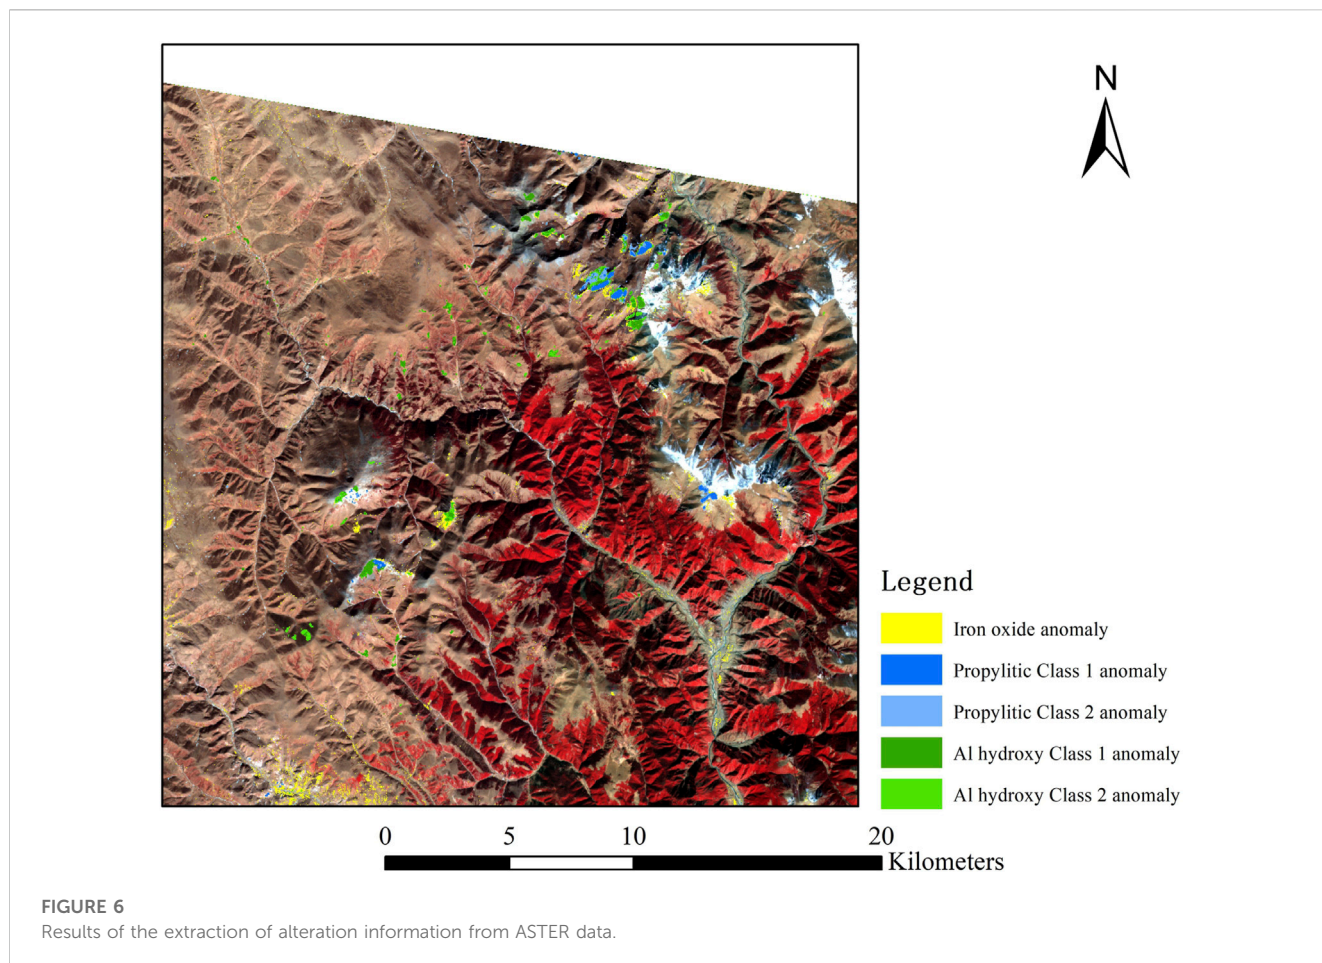 N
Legend
Iron oxide anomaly
Propylitic Class 1 anomaly
Propylitic Class 2 anomaly
Al hydroxy Class 1 anomaly
Al hydroxy Class 2 anomaly
0 5 10 20
Kilometers
FIGURE 6
Results of the extraction of alteration information from ASTER data.